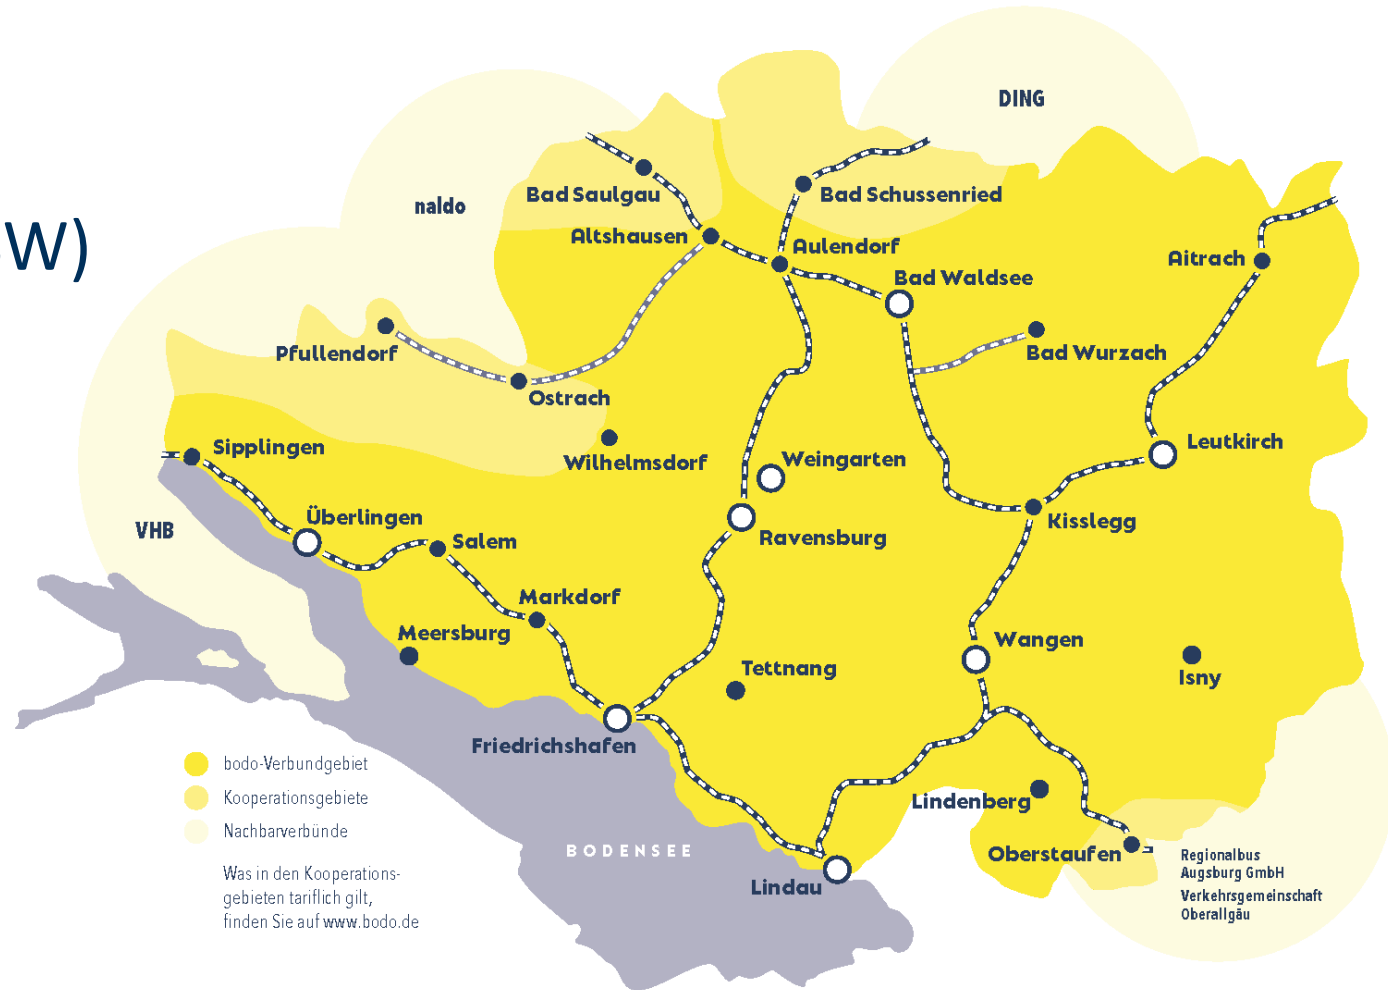 DING
Bad Saulgau
Bad Schussenried
naldo
W)
Altshausen
Aulendorf
Aitrach
Bad Waldsee
Pfullendorf
Bad Wurzach
Ostrach
Sipplingen
Wilhelmsdorf
Weingarten
Leutkirch
VHB
Überlingen
Salem
Ravensburg
Kisslegg
Markdorf
Meersburg
Wangen
Tettnang
Isny
Friedrichshafen
bodo-Verbundgebiet
Kooperationsgebiete
Nachbarverbünde
Was in den Kooperations-
gebieten tariflich gilt,
finden Sie auf www.bodo.de
BODENSEE
Lindenberg
Oberstaufen
Lindau
Regionalbus
Augsburg GmbH
Verkehrsgemeinschaft
Oberallgäu